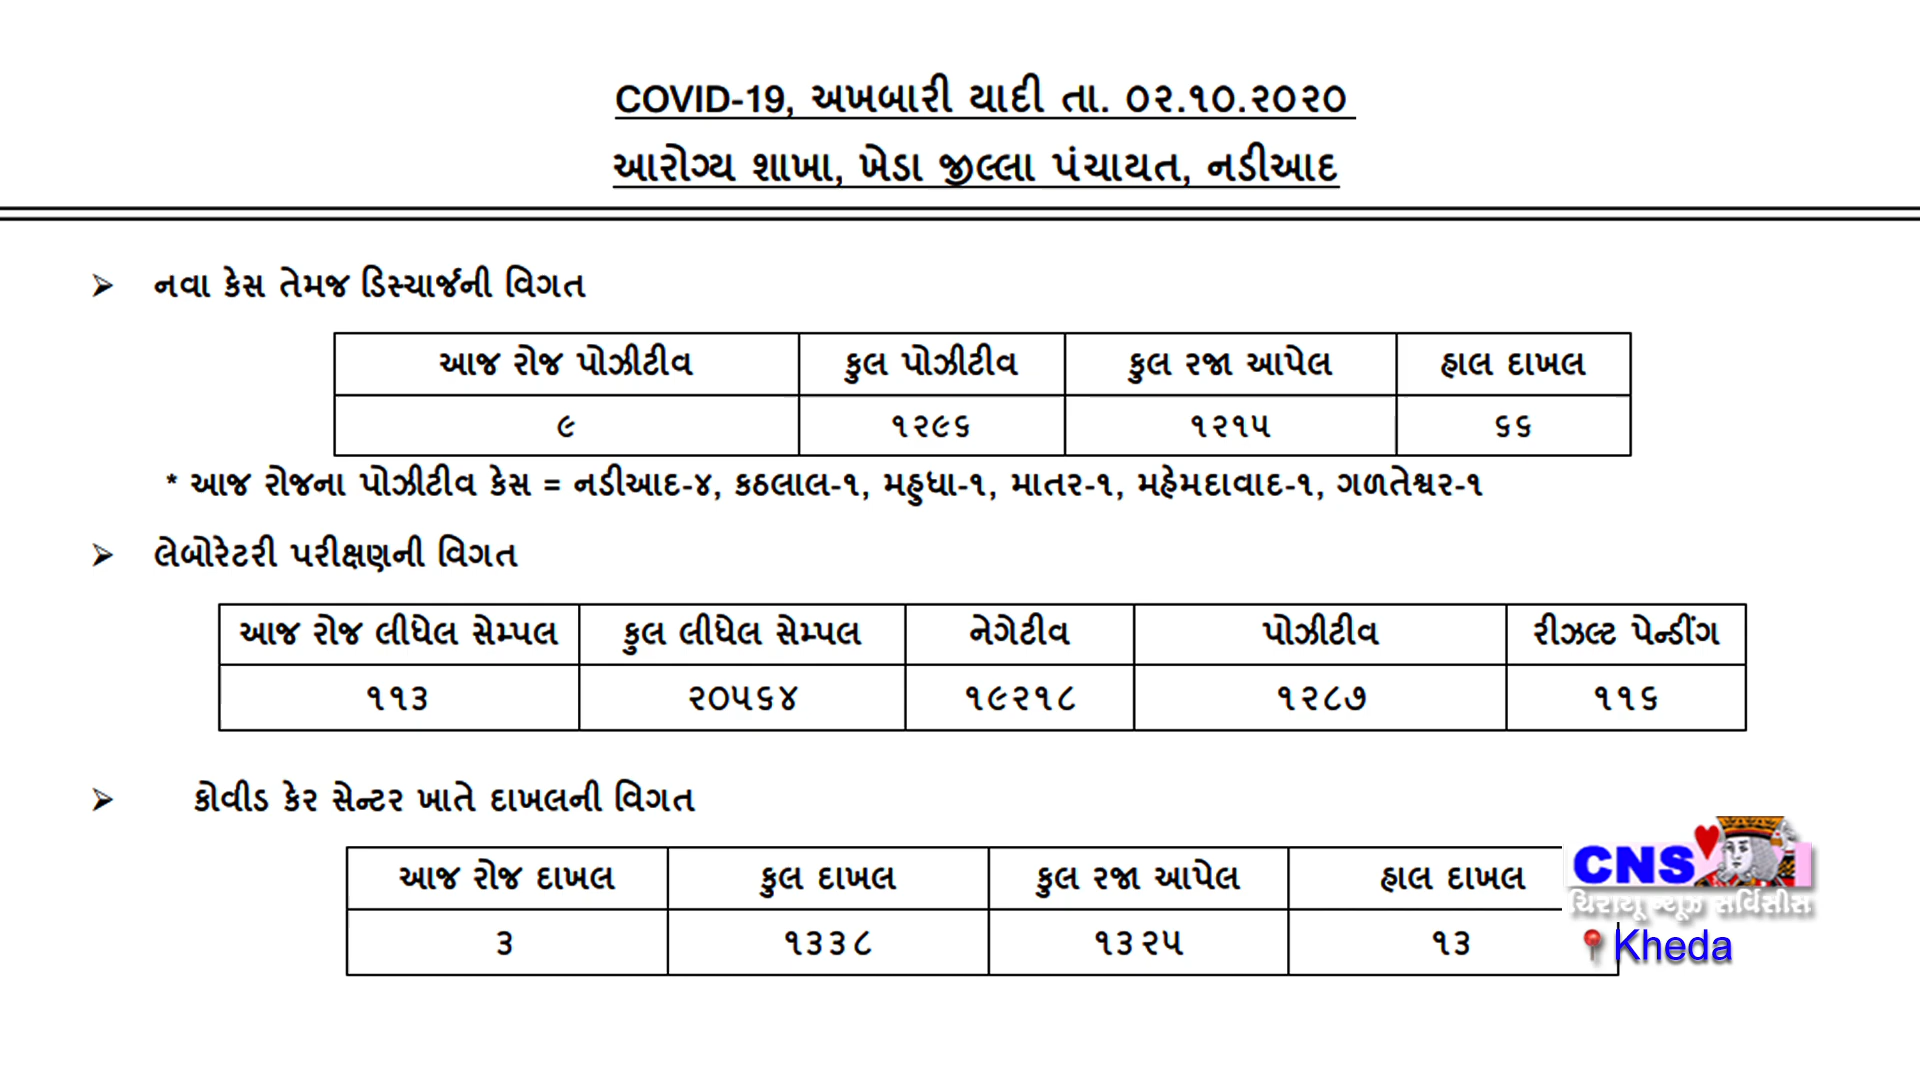 COVID-19, અખબારી યાદી તા. ૦૨.૧૦.૨૦૨૦
આરોગ્ય શાખા, ખેડા જીલ્લા પંચાયત, નડીઆદ
➢ નવા કેસ તેમજ ડિસ્ચાર્જની વિગત
આજ રોજ પોઝીટીવ કુલ પોઝીટીવ કુલ રજા આપેલ હાલ દાખલ
૯ ૧૨૯૬ ૧૨૧૫ ૬૬
* આજ રોજના પોઝીટીવ કેસ = નડીઆદ-૪, કઠલાલ-૧, મહુધા-૧, માતર-૧, મહેમદાવાદ-૧, ગળતેશ્વર-૧
➢ લેબોરેટરી પરીક્ષણની વિગત
આજ રોજ લીધેલ સેમ્પલ કુલ લીધેલ સેમ્પલ નેગેટીવ પોઝીટીવ રીઝલ્ટ પેન્ડીંગ
૧૧૩ ૨૦૫૬૪ ૧૯૨૧૮ ૧૨૮૭ ૧૧૬
➢ કોવીડ કેર સેન્ટર ખાતે દાખલની વિગત
આજ રોજ દાખલ કુલ દાખલ કુલ રજા આપેલ હાલ દાખલ
૩ ૧૩૩૮ ૧૩૨૫ ૧૩
CNS
ચિરાયૂ ન્યૂઝ સર્વિસીસ
Kheda